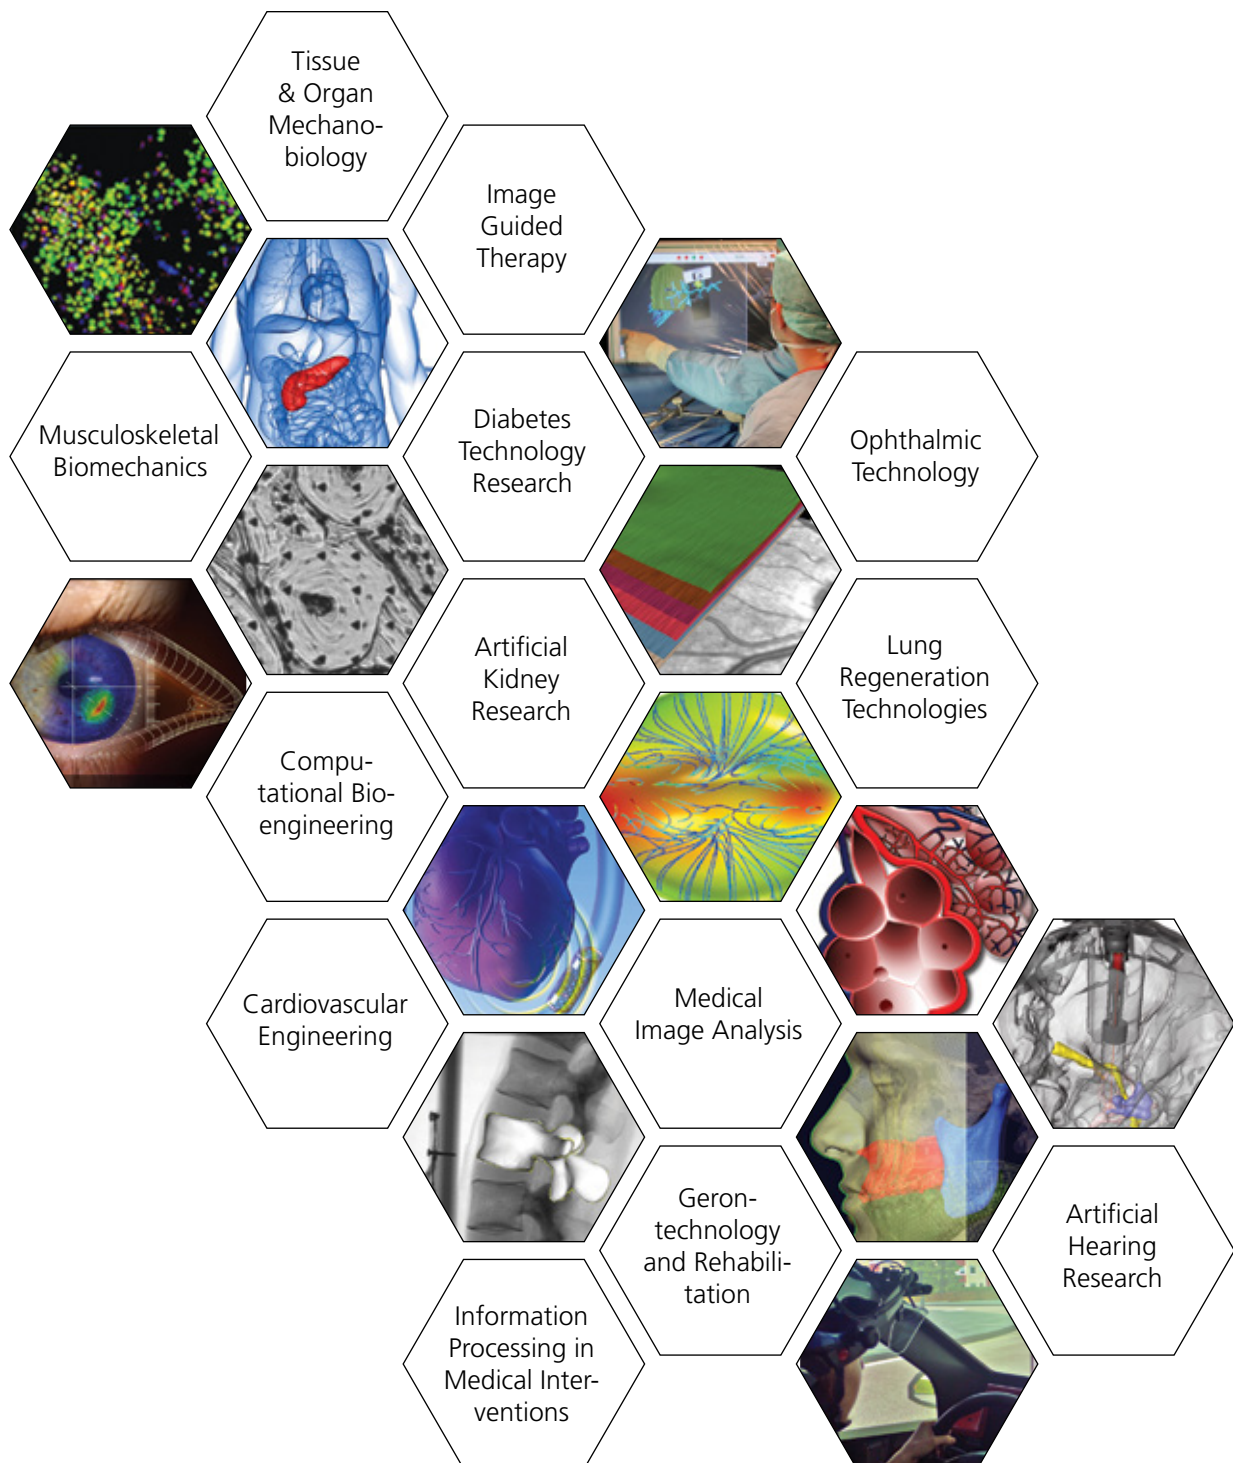 Tissue
& Organ
Mechano-
biology
Image
Guided
Therapy
Musculoskeletal
Biomechanics
Diabetes
Technology
Research
Ophthalmic
Technology
Artificial
Kidney
Research
Lung
Regeneration
Technologies
Compu-
tational Bio-
engineering
Cardiovascular
Engineering
Medical
Image Analysis
Geron-
technology
and Rehabili-
tation
Artificial
Hearing
Research
Information
Processing in
Medical Inter-
ventions